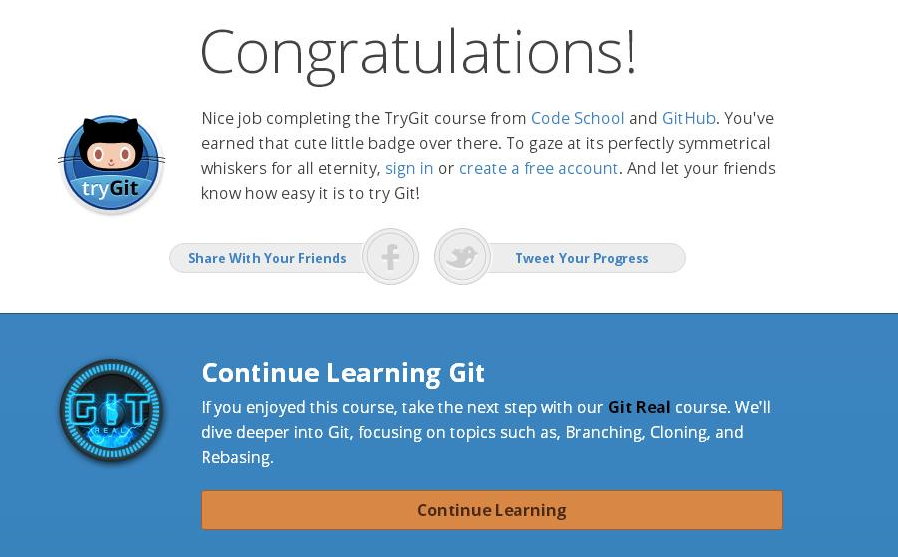 Congratulations!
Nice job completing the TryGit course from Code School and GitHub. You've
earned that cute little badge over there. To gaze at its perfectly symmetrical
whiskers for all eternity, sign in or create a free account. And let your friends
know how easy it is to try Git!
tryGit
Share With Your Friends
Tweet Your Progress
Continue Learning Git
If you enjoyed this course, take the next step with our Git Real course. We'll
dive deeper into Git, focusing on topics such as, Branching, Cloning, and
Rebasing.
GIT
REAL
Continue Learning